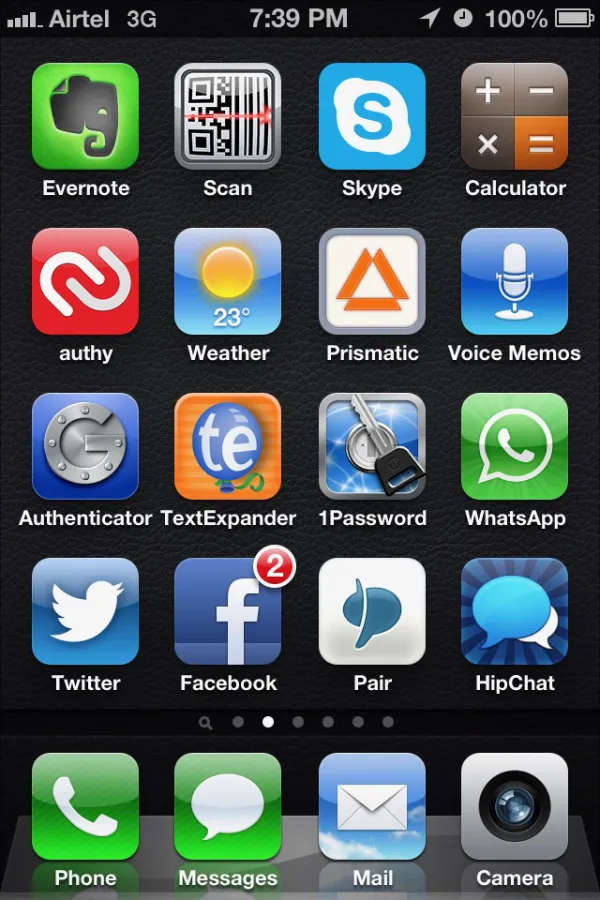 Airtel 3G 7:39 PM 100%
Evernote Scan Skype Calculator
23°
authy Weather Prismatic Voice Memos
te
Authenticator TextExpander 1Password WhatsApp
2
Twitter Facebook Pair HipChat
Phone Messages Mail Camera